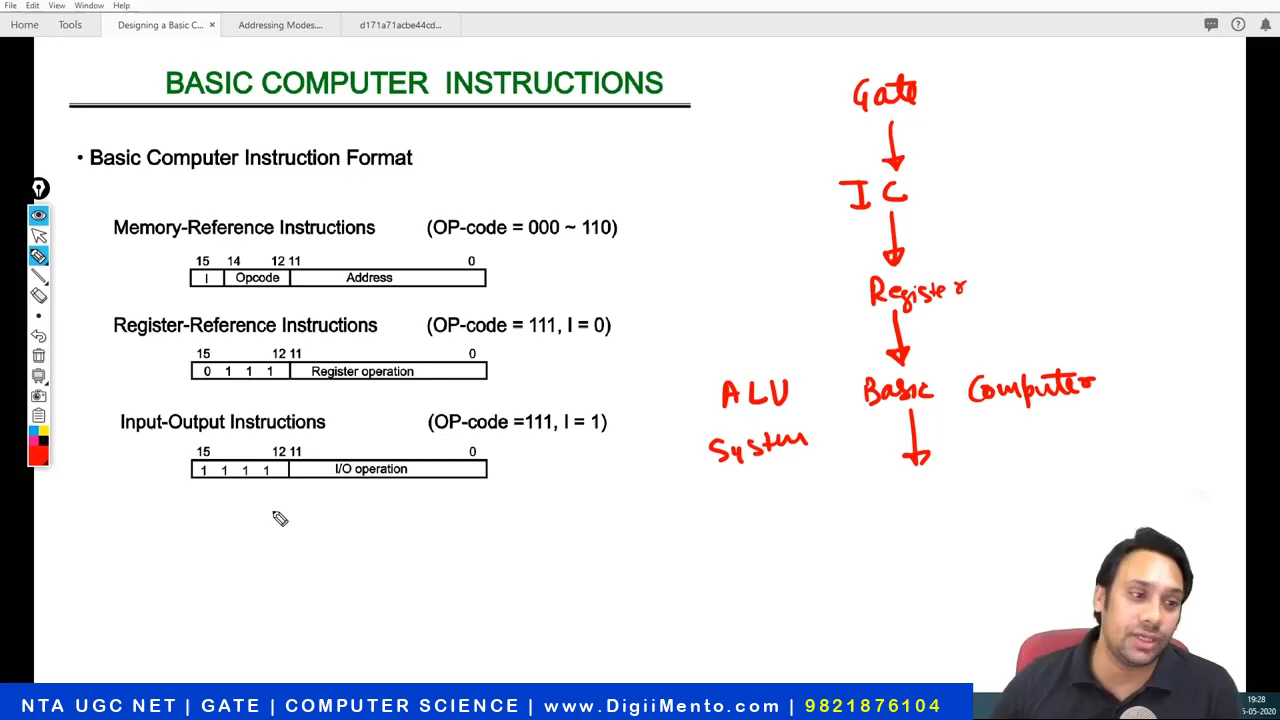 File Edit View Window Help
Home Tools Designing a Basic C... × Addressing Modes.... d171a71acbe44cd...
BASIC COMPUTER INSTRUCTIONS
• Basic Computer Instruction Format
Memory-Reference Instructions (OP-code = 000 ~ 110)
15 14 12 11 0
I Opcode Address
Register-Reference Instructions (OP-code = 111, I = 0)
15 12 11 0
0 1 1 1 Register operation
Input-Output Instructions (OP-code =111, I = 1)
15 12 11 0
1 1 1 1 I/O operation
Gate
IC
Register
ALU Basic Computer
System
NTA UGC NET | GATE | COMPUTER SCIENCE | www.DigiiMento.com | 9821876104
19:28
-05-2020